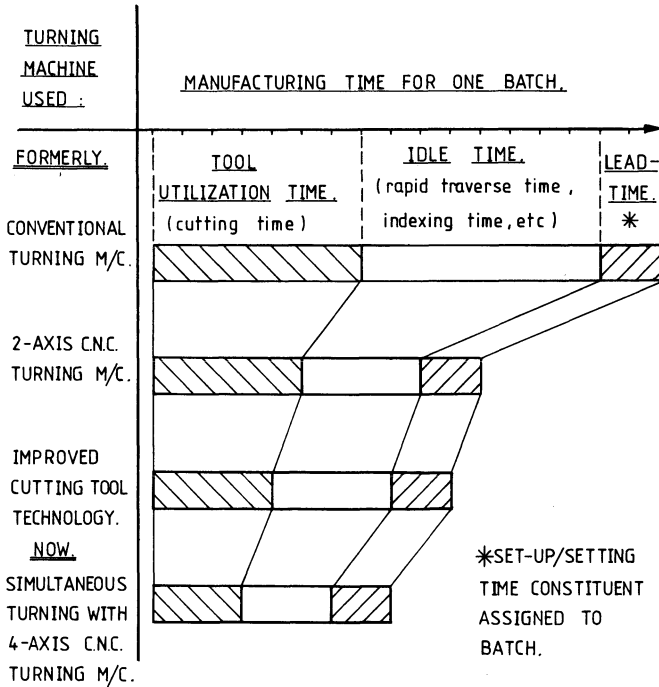 TURNING
MACHINE
USED :
MANUFACTURING TIME FOR ONE BATCH.
FORMERLY.
TOOL
UTILIZATION TIME.
(cutting time)
IDLE TIME.
(rapid traverse time,
indexing time, etc)
LEAD-
TIME.
*
CONVENTIONAL
TURNING M/C.
2-AXIS C.N.C.
TURNING M/C.
IMPROVED
CUTTING TOOL
TECHNOLOGY.
NOW.
SIMULTANEOUS
TURNING WITH
4-AXIS C.N.C.
TURNING M/C.
*SET-UP/SETTING
TIME CONSTITUENT
ASSIGNED TO
BATCH.